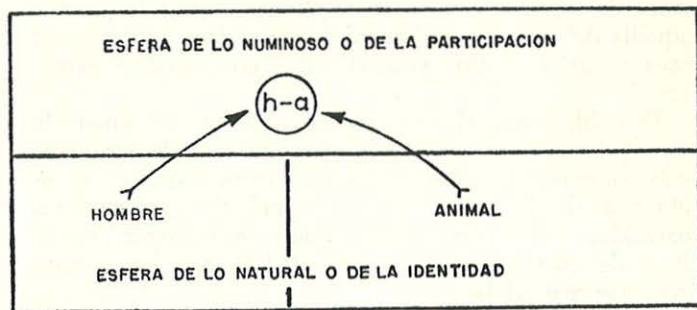 ESFERA DE LO NUMINOSO O DE LA PARTICIPACION
h-a
HOMBRE ANIMAL
ESFERA DE LO NATURAL O DE LA IDENTIDAD